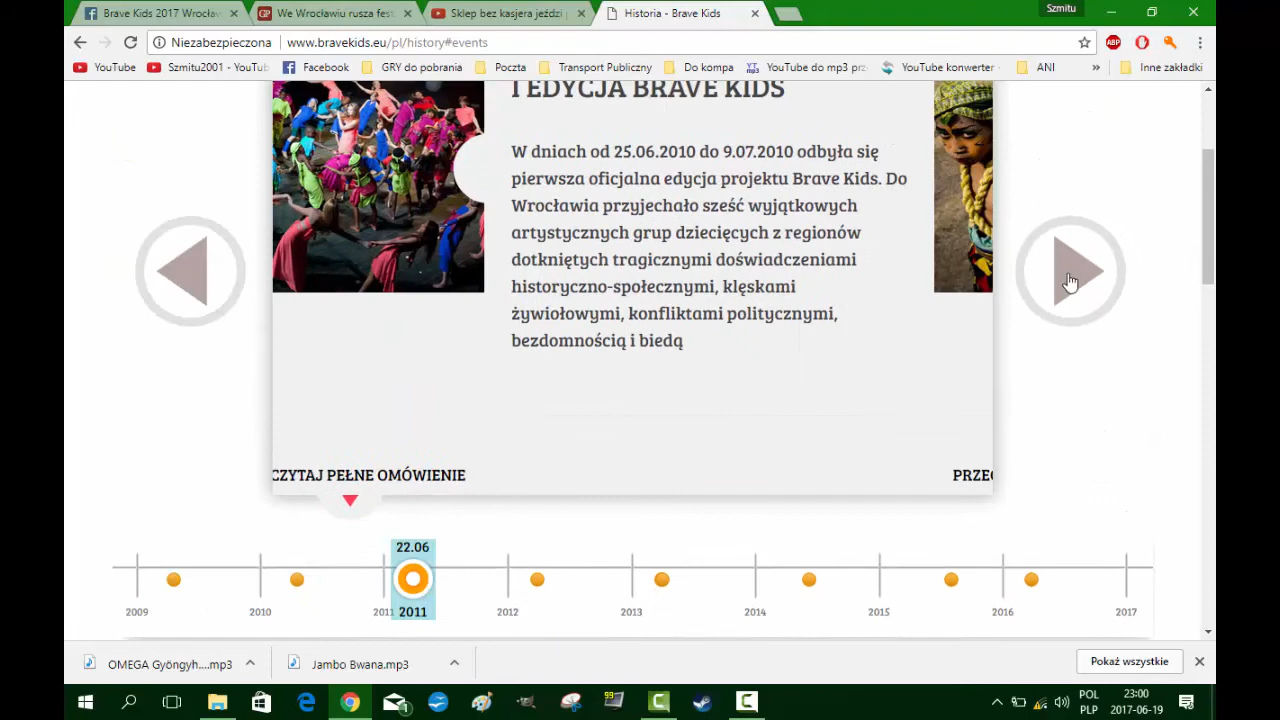 Brave Kids 2017 Wrocław
We Wrocławiu rusza fest
Sklep bez kasjera jeździ p
Historia - Brave Kids
Szmitu
Niezabezpieczona
www.bravekids.eu/pl/history#events
ABP
YouTube
Szmitu2001 - YouTub
Facebook
GRY do pobrania
Poczta
Transport Publiczny
Do kompa
YouTube do mp3 prz
YouTube konwerter
ANI
»
Inne zakładki
I EDYCJA BRAVE KIDS
W dniach od 25.06.2010 do 9.07.2010 odbyła się
pierwsza oficjalna edycja projektu Brave Kids. Do
Wrocławia przyjechało sześć wyjątkowych
artystycznych grup dziecięcych z regionów
dotkniętych tragicznymi doświadczeniami
historyczno-społecznymi, klęskami
żywiołowymi, konfliktami politycznymi,
bezdomnością i biedą
CZYTAJ PEŁNE OMÓWIENIE
PRZE
22.06
2009 2010 2011 2011 2012 2013 2014 2015 2016 2017
OMEGA Gyöngyh....mp3
Jambo Bwana.mp3
Pokaż wszystkie
99
1
POL
PLP
23:00
2017-06-19